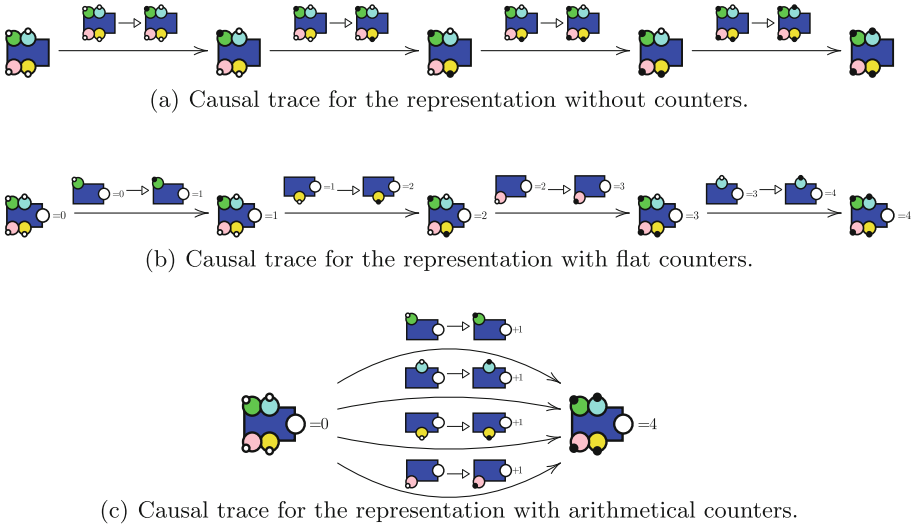 (a) Causal trace for the representation without counters.
=0 =1 =1 =2 =2 =3 =3 =4
=0 =1 =2 =3 =4
(b) Causal trace for the representation with flat counters.
+1
+1
=0 =4
+1
+1
(c) Causal trace for the representation with arithmetical counters.